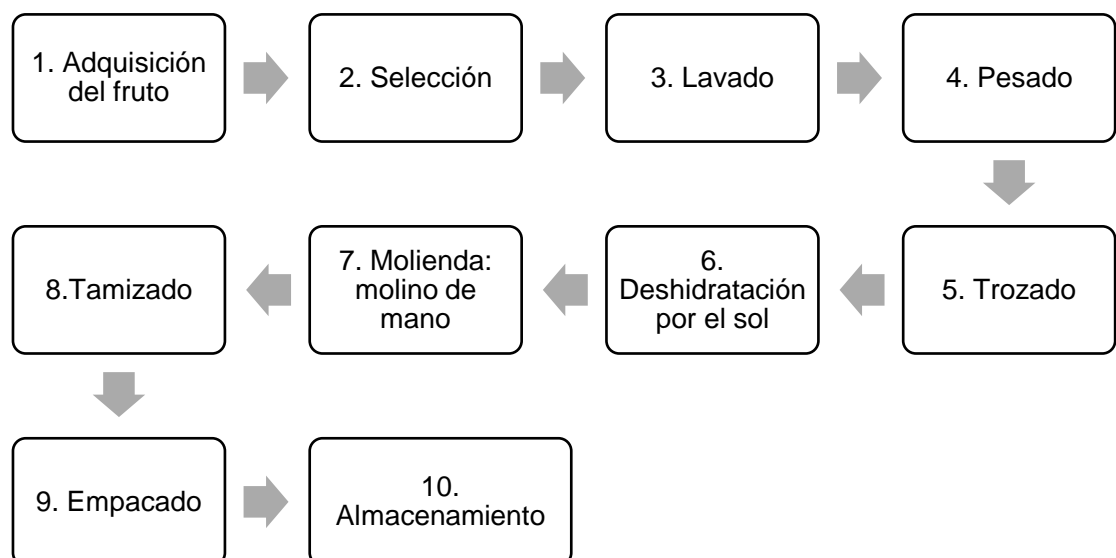 1. Adquisición
del fruto
2. Selección
3. Lavado
4. Pesado
5. Trozado
6.
Deshidratación
por el sol
7. Molienda:
molino de
mano
8.Tamizado
9. Empacado
10.
Almacenamiento